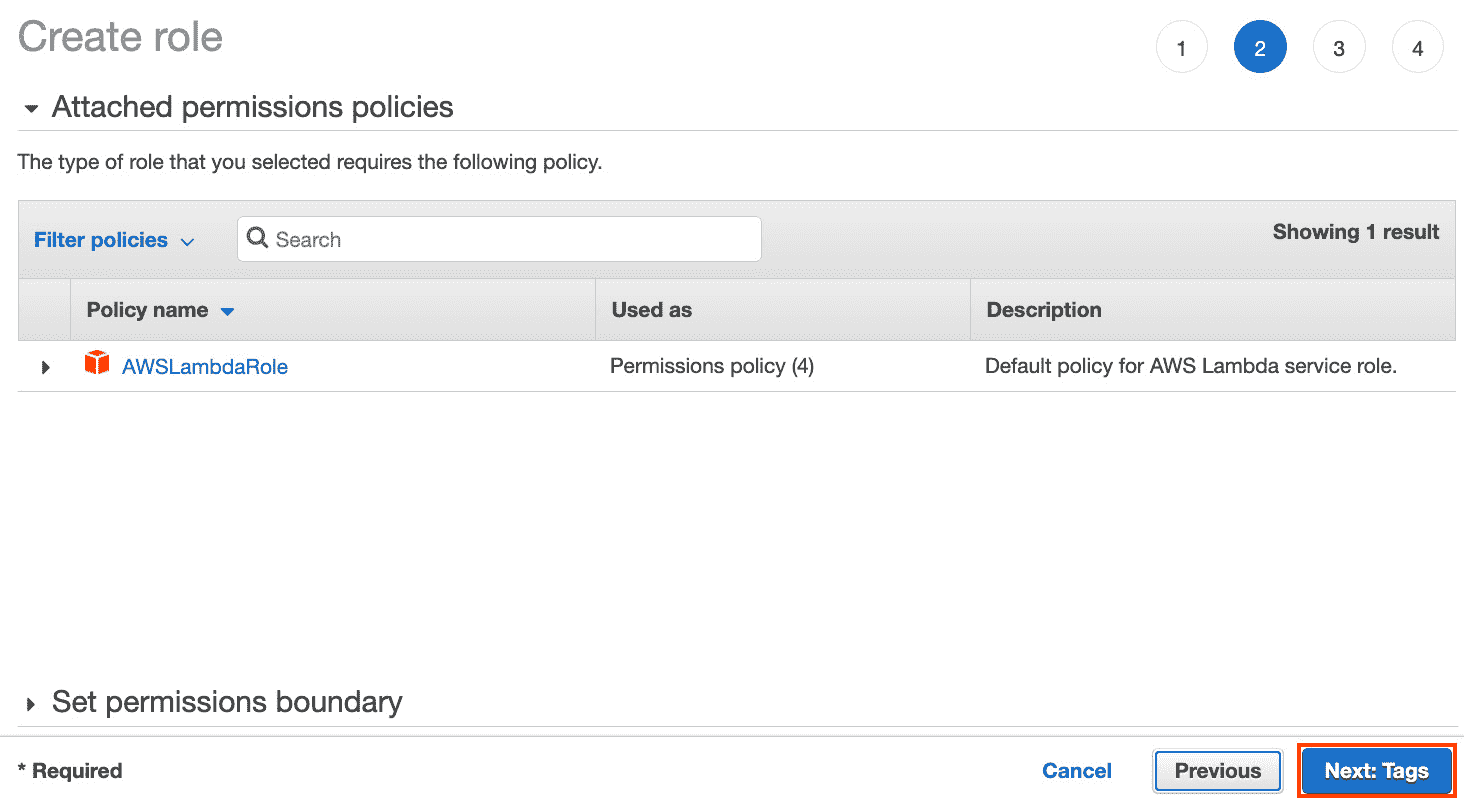 Create role
1 2 3 4
Attached permissions policies
The type of role that you selected requires the following policy.
Filter policies Search Showing 1 result
Policy name Used as Description
AWSLambdaRole Permissions policy (4) Default policy for AWS Lambda service role.
Set permissions boundary
* Required Cancel Previous Next: Tags